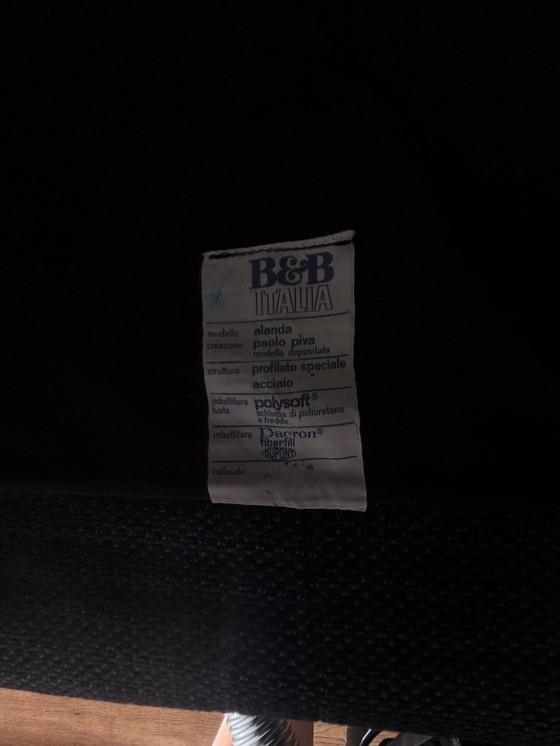 B&B
ITALIA
modello alanda
creazione paolo piva
modello depositato
struttura profilato speciale
acciaio
imbottitura polysoft®
fusto schiuma di poliuretano
a freddo
imbottitura Dacron®
fiberfill
DUPONT
collaudo